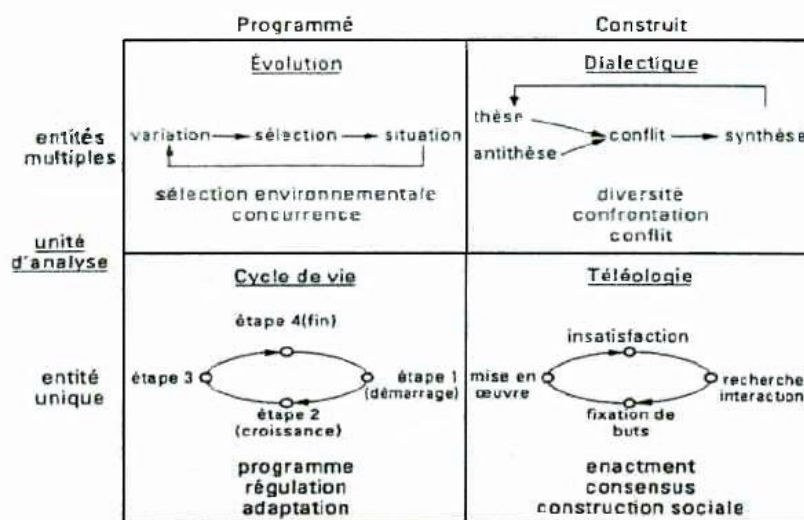 Programmé
Construit
Évolution
variation sélection situation
sélection environnementale
concurrence
Dialectique
thèse
antithèse
conflit synthèse
diversité
confrontation
conflit
entités
multiples
unité
d'analyse
entité
unique
Cycle de vie
étape 4(fin)
étape 3
étape 1
(démarrage)
étape 2
(croissance)
programme
régulation
adaptation
Téléologie
insatisfaction
mise en
œuvre
recherche
interaction
fixation de
buts
enactment
consensus
construction sociale